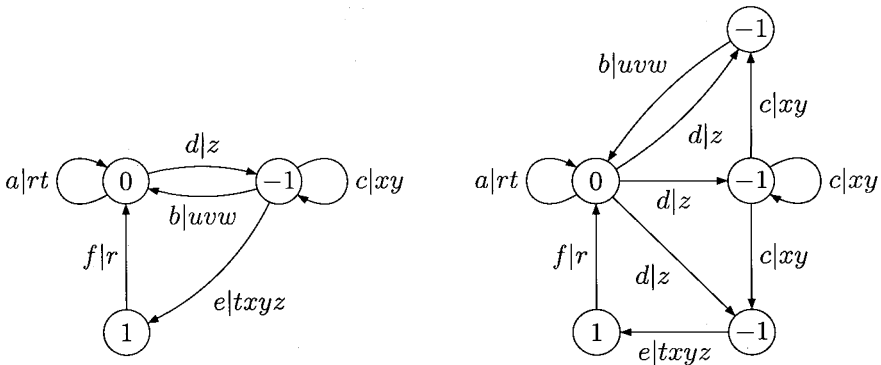 d|z
a|rt 0 −1 c|xy
b|uvw
f|r
e|txyz
1
−1
b|uvw
c|xy
d|z
a|rt 0 −1 c|xy
d|z
f|r c|xy
d|z
1 −1
e|txyz